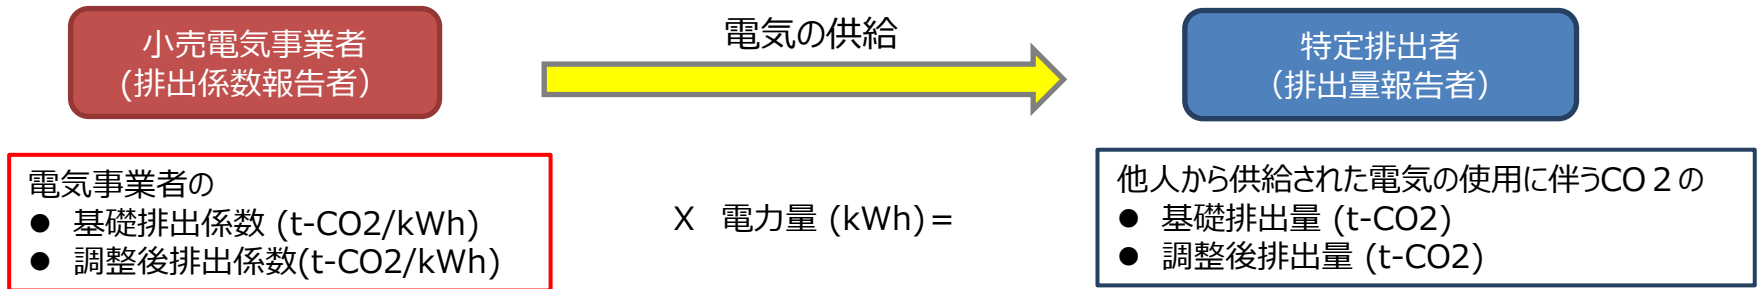 小売電気事業者
(排出係数報告者）
電気の供給
特定排出者
（排出量報告者）
電気事業者の
● 基礎排出係数 (t-CO2/kWh)
● 調整後排出係数(t-CO2/kWh)
X 電力量 (kWh)＝
他人から供給された電気の使用に伴うCO２の
● 基礎排出量 (t-CO2)
● 調整後排出量 (t-CO2)